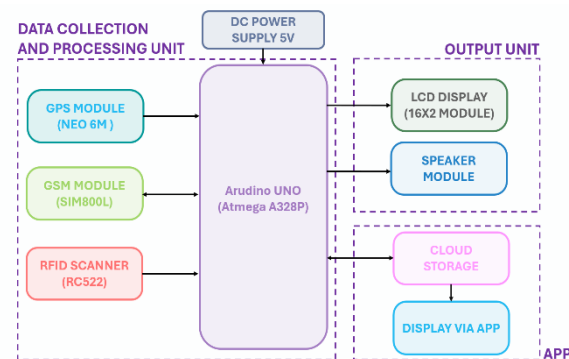 DATA COLLECTION
AND PROCESSING UNIT
DC POWER
SUPPLY 5V
OUTPUT UNIT
GPS MODULE
(NEO 6M )
GSM MODULE
(SIM800L)
RFID SCANNER
(RC522)
Arudino UNO
(Atmega A328P)
LCD DISPLAY
(16X2 MODULE)
SPEAKER
MODULE
CLOUD
STORAGE
DISPLAY VIA APP
APP